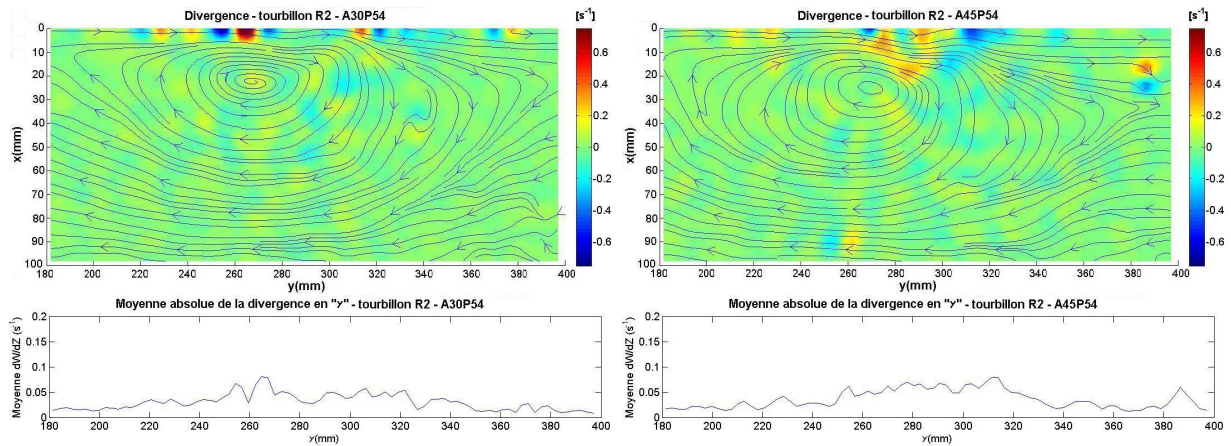 Divergence - tourbillon R2 - A30P54
[s-1]
x(mm)
0
10
20
30
40
50
60
70
80
90
100
180 200 220 240 260 280 300 320 340 360 380 400
y(mm)
0.6
0.4
0.2
0
-0.2
-0.4
-0.6
Divergence - tourbillon R2 - A45P54
[s-1]
x(mm)
0
10
20
30
40
50
60
70
80
90
100
180 200 220 240 260 280 300 320 340 360 380 400
y(mm)
0.6
0.4
0.2
0
-0.2
-0.4
-0.6
Moyenne absolue de la divergence en "Y" - tourbillon R2 - A30P54
Moyenne dW/dZ (s-1)
0.2
0.15
0.1
0.05
0
180 200 220 240 260 280 300 320 340 360 380 400
Y(mm)
Moyenne absolue de la divergence en "Y" - tourbillon R2 - A45P54
Moyenne dW/dZ (s-1)
0.2
0.15
0.1
0.05
0
180 200 220 240 260 280 300 320 340 360 380 400
Y(mm)